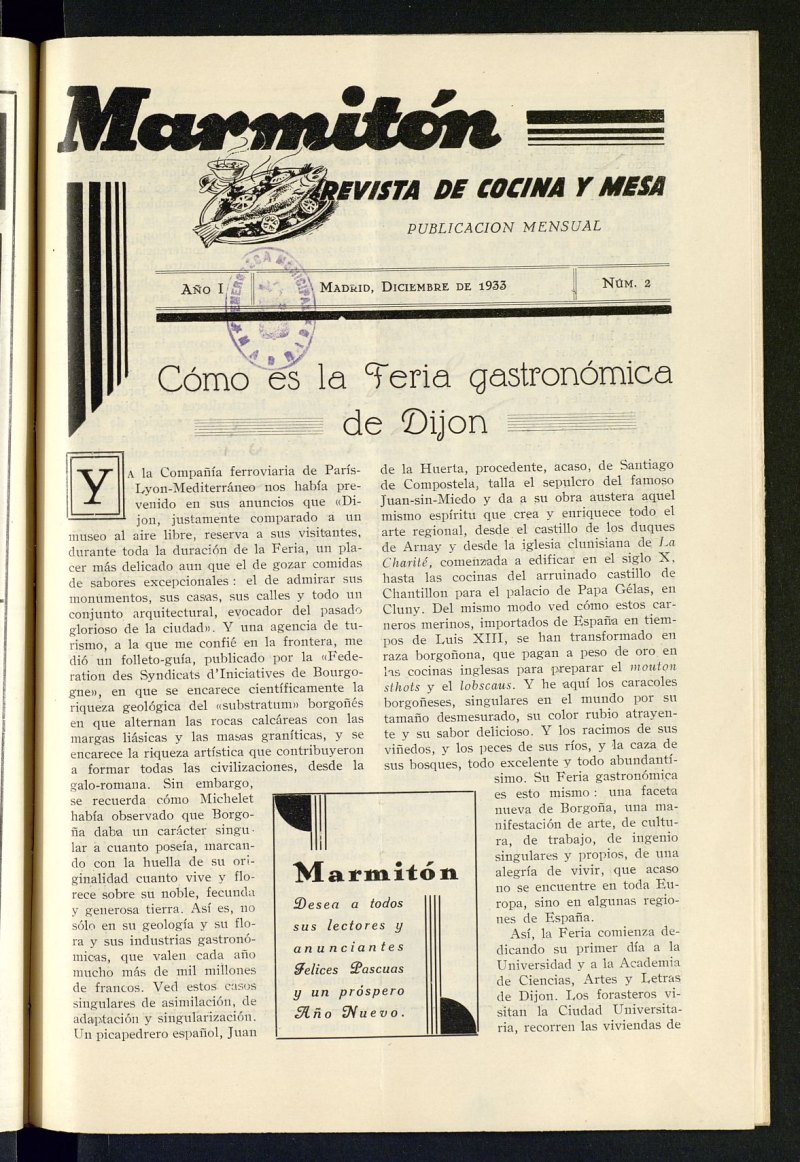 Marmitón
REVISTA DE COCINA Y MESA
PUBLICACION MENSUAL
AÑO I
MADRID, DICIEMBRE DE 1933
NÚM. 2
HEMEROTECA MUNICIPAL
MADRID
Cómo es la Feria gastronómica
de Dijon
YA la Compañía ferroviaria de París-
Lyon-Mediterráneo nos había pre-
venido en sus anuncios que «Di-
jon, justamente comparado a un
museo al aire libre, reserva a sus visitantes,
durante toda la duración de la Feria, un pla-
cer más delicado aun que el de gozar comidas
de sabores excepcionales : el de admirar sus
monumentos, sus casas, sus calles y todo un
conjunto arquitectural, evocador del pasado
glorioso de la ciudad». Y una agencia de tu-
rismo, a la que me confié en la frontera, me
dió un folleto-guía, publicado por la «Fede-
ration des Syndicats d'Iniciatives de Bourgo-
gne», en que se encarece científicamente la
riqueza geológica del «substratum» borgoñés
en que alternan las rocas calcáreas con las
margas liásicas y las masas graníticas, y se
encarece la riqueza artística que contribuyeron
a formar todas las civilizaciones, desde la
galo-romana. Sin embargo,
se recuerda cómo Michelet
había observado que Borgo-
ña daba un carácter singu-
lar a cuanto poseía, marcan-
do con la huella de su ori-
ginalidad cuanto vive y flo-
rece sobre su noble, fecunda
y generosa tierra. Así es, no
sólo en su geología y su flo-
ra y sus industrias gastronó-
micas, que valen cada año
mucho más de mil millones
de francos. Ved estos casos
singulares de asimilación, de
adaptación y singularización.
Un picapedrero español, Juan
de la Huerta, procedente, acaso, de Santiago
de Compostela, talla el sepulcro del famoso
Juan-sin-Miedo y da a su obra austera aquel
mismo espíritu que crea y enriquece todo el
arte regional, desde el castillo de los duques
de Arnay y desde la iglesia clunisiana de La
Charité, comenzada a edificar en el siglo X,
hasta las cocinas del arruinado castillo de
Chantillon para el palacio de Papa Gélas, en
Cluny. Del mismo modo ved cómo estos car-
neros merinos, importados de España en tiem-
pos de Luis XIII, se han transformado en
raza borgoñona, que pagan a peso de oro en
las cocinas inglesas para preparar el mouton
sthots y el lobscaus. Y he aquí los caracoles
borgoñeses, singulares en el mundo por su
tamaño desmesurado, su color rubio atrayen-
te y su sabor delicioso. Y los racimos de sus
viñedos, y los peces de sus ríos, y la caza de
sus bosques, todo excelente y todo abundantí-
simo. Su Feria gastronómica
es esto mismo : una faceta
nueva de Borgoña, una ma-
nifestación de arte, de cultu-
ra, de trabajo, de ingenio
singulares y propios, de una
alegría de vivir, que acaso
no se encuentre en toda Eu-
ropa, sino en algunas regio-
nes de España.
Así, la Feria comienza de-
dicando su primer día a la
Universidad y a la Academia
de Ciencias, Artes y Letras
de Dijon. Los forasteros vi-
sitan la Ciudad Universita-
ria, recorren las viviendas de
Marmitón
Desea a todos
sus lectores y
anunciantes
Felices Pascuas
y un próspero
Año Nuevo.